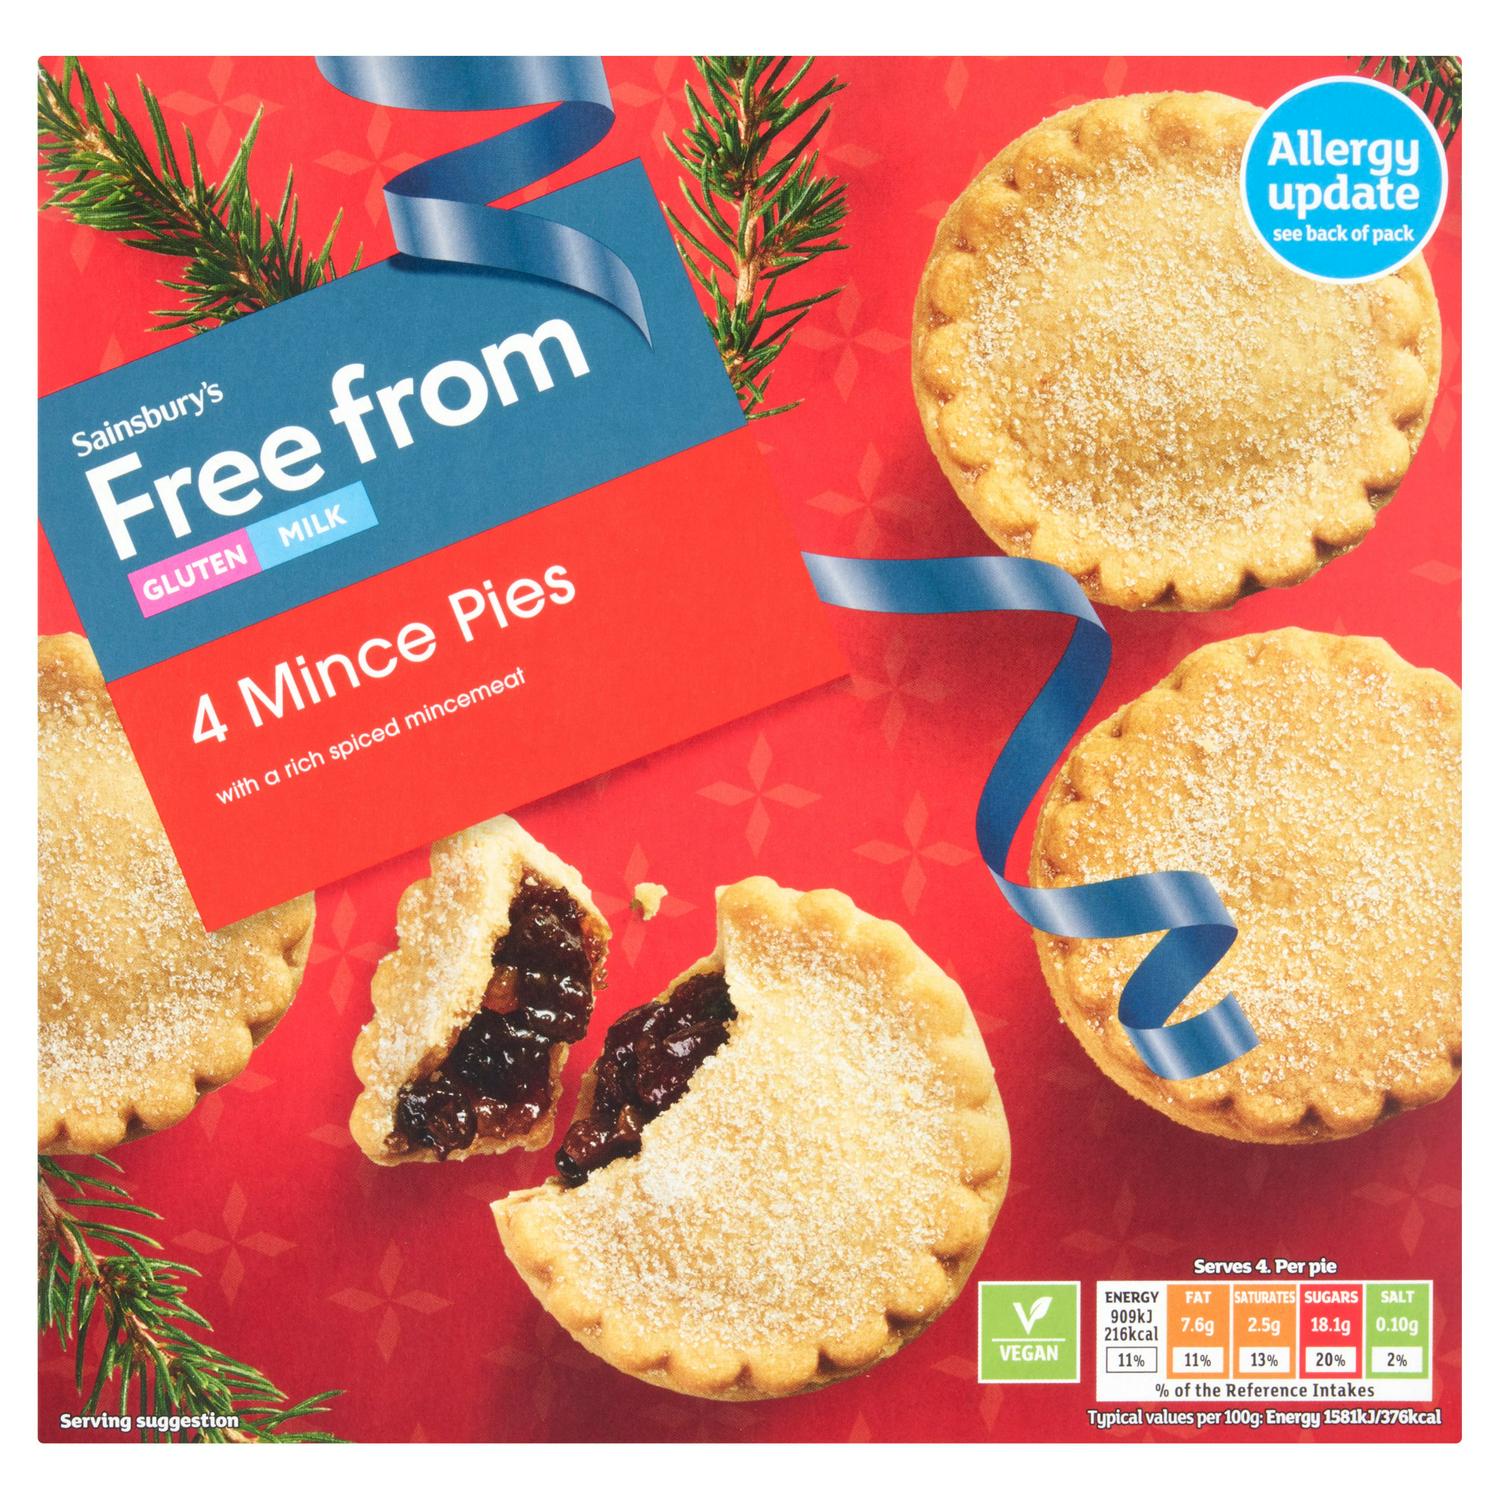 Allergy
update
see back of pack
Sainsbury's
Free from
GLUTEN MILK
4 Mince Pies
with a rich spiced mincemeat
Serves 4. Per pie
ENERGY FAT SATURATES SUGARS SALT
909kJ
216kcal 7.6g 2.5g 18.1g 0.10g
11% 11% 13% 20% 2%
% of the Reference Intakes
Typical values per 100g: Energy 1581kJ/376kcal
VEGAN
Serving suggestion